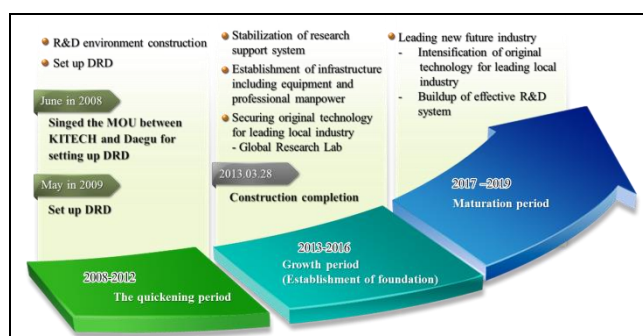 R&D environment construction
Set up DRD
June in 2008
Singed the MOU between
KITECH and Daegu for
setting up DRD
May in 2009
Set up DRD
2008-2012
The quickening period
Stabilization of research
support system
Establishment of infrastructure
including equipment and
professional manpower
Securing original technology
for leading local industry
- Global Research Lab
2013.03.28
Construction completion
2013-2016
Growth period
(Establishment of foundation)
Leading new future industry
- Intensification of original
technology for leading local
industry
- Buildup of effective R&D
system
2017 –2019
Maturation period